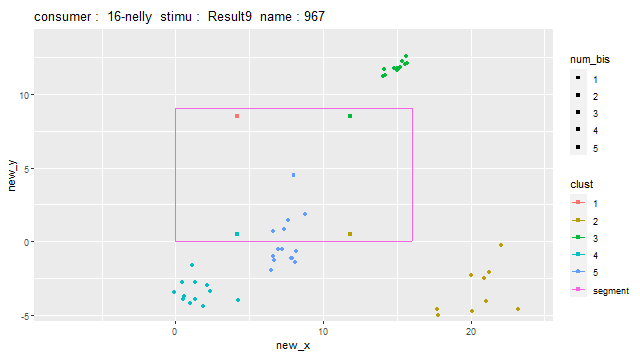 consumer :  16-nelly  stimu :  Result9  name : 967
10
5
0
-5
new_y
0
10
20
new_x
num_bis
1
2
3
4
5
clust
1
2
3
4
5
segment